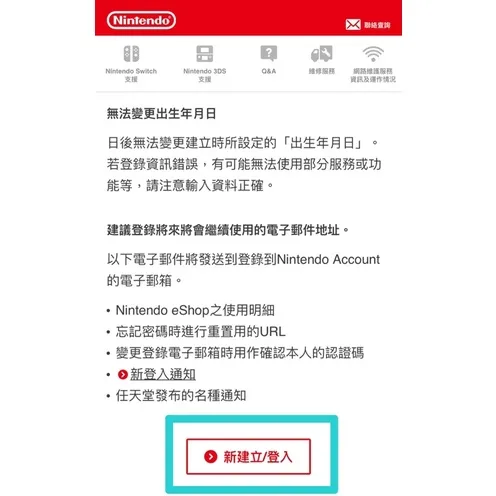 Nintendo
聯絡查詢
Nintendo Switch
支援
Nintendo 3DS
支援
Q&A
維修服務
網路維護服務
資訊及運作情況
無法變更出生年月日
日後無法變更建立時所設定的「出生年月日」。
若登錄資訊錯誤，有可能無法使用部分服務或功
能等，請注意輸入資料正確。
建議登錄將來將會繼續使用的電子郵件地址。
以下電子郵件將發送到登錄到Nintendo Account
的電子郵箱。
• Nintendo eShop之使用明細
• 忘記密碼時進行重置用的URL
• 變更登錄電子郵箱時用作確認本人的認證碼
• 新登入通知
• 任天堂發布的名種通知
新建立/登入